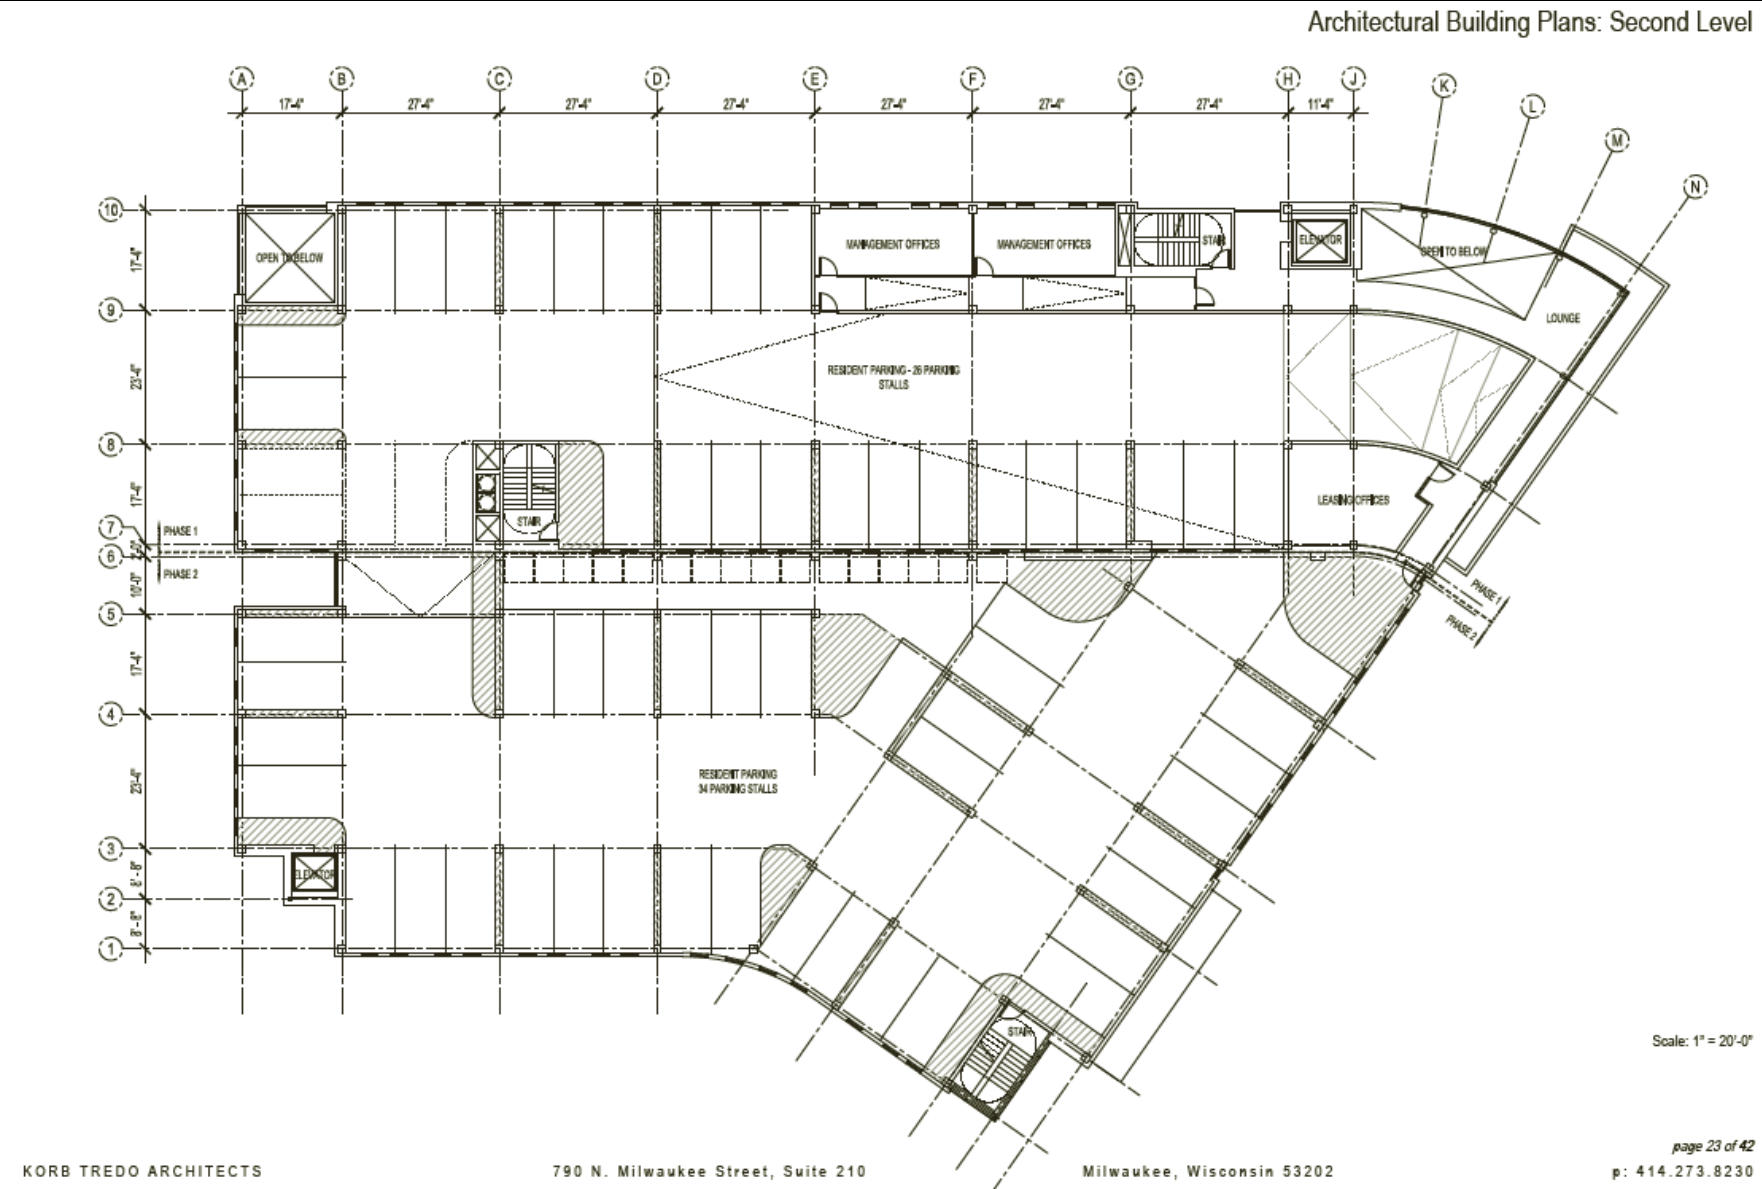 Architectural Building Plans: Second Level
A B C D E F G H J K L M N
17'-4" 27'-4" 27'-4" 27'-4" 27'-4" 27'-4" 27'-4" 11'-4"
10
17'-4"
OPEN TO BELOW
MANAGEMENT OFFICES
MANAGEMENT OFFICES
STAIR
ELEVATOR
OPEN TO BELOW
9
LOUNGE
23'-4"
RESIDENT PARKING - 26 PARKING
STALLS
8
17'-4"
STAIR
LEASING OFFICES
7
PHASE 1
6
PHASE 2
10'-0"
PHASE 1
PHASE 2
5
17'-4"
4
23'-4"
RESIDENT PARKING
34 PARKING STALLS
3
ELEVATOR
8'-8"
2
8'-8"
1
STAIR
Scale: 1" = 20'-0"
page 23 of 42
KORB TREDO ARCHITECTS 790 N. Milwaukee Street, Suite 210 Milwaukee, Wisconsin 53202 p: 414.273.8230